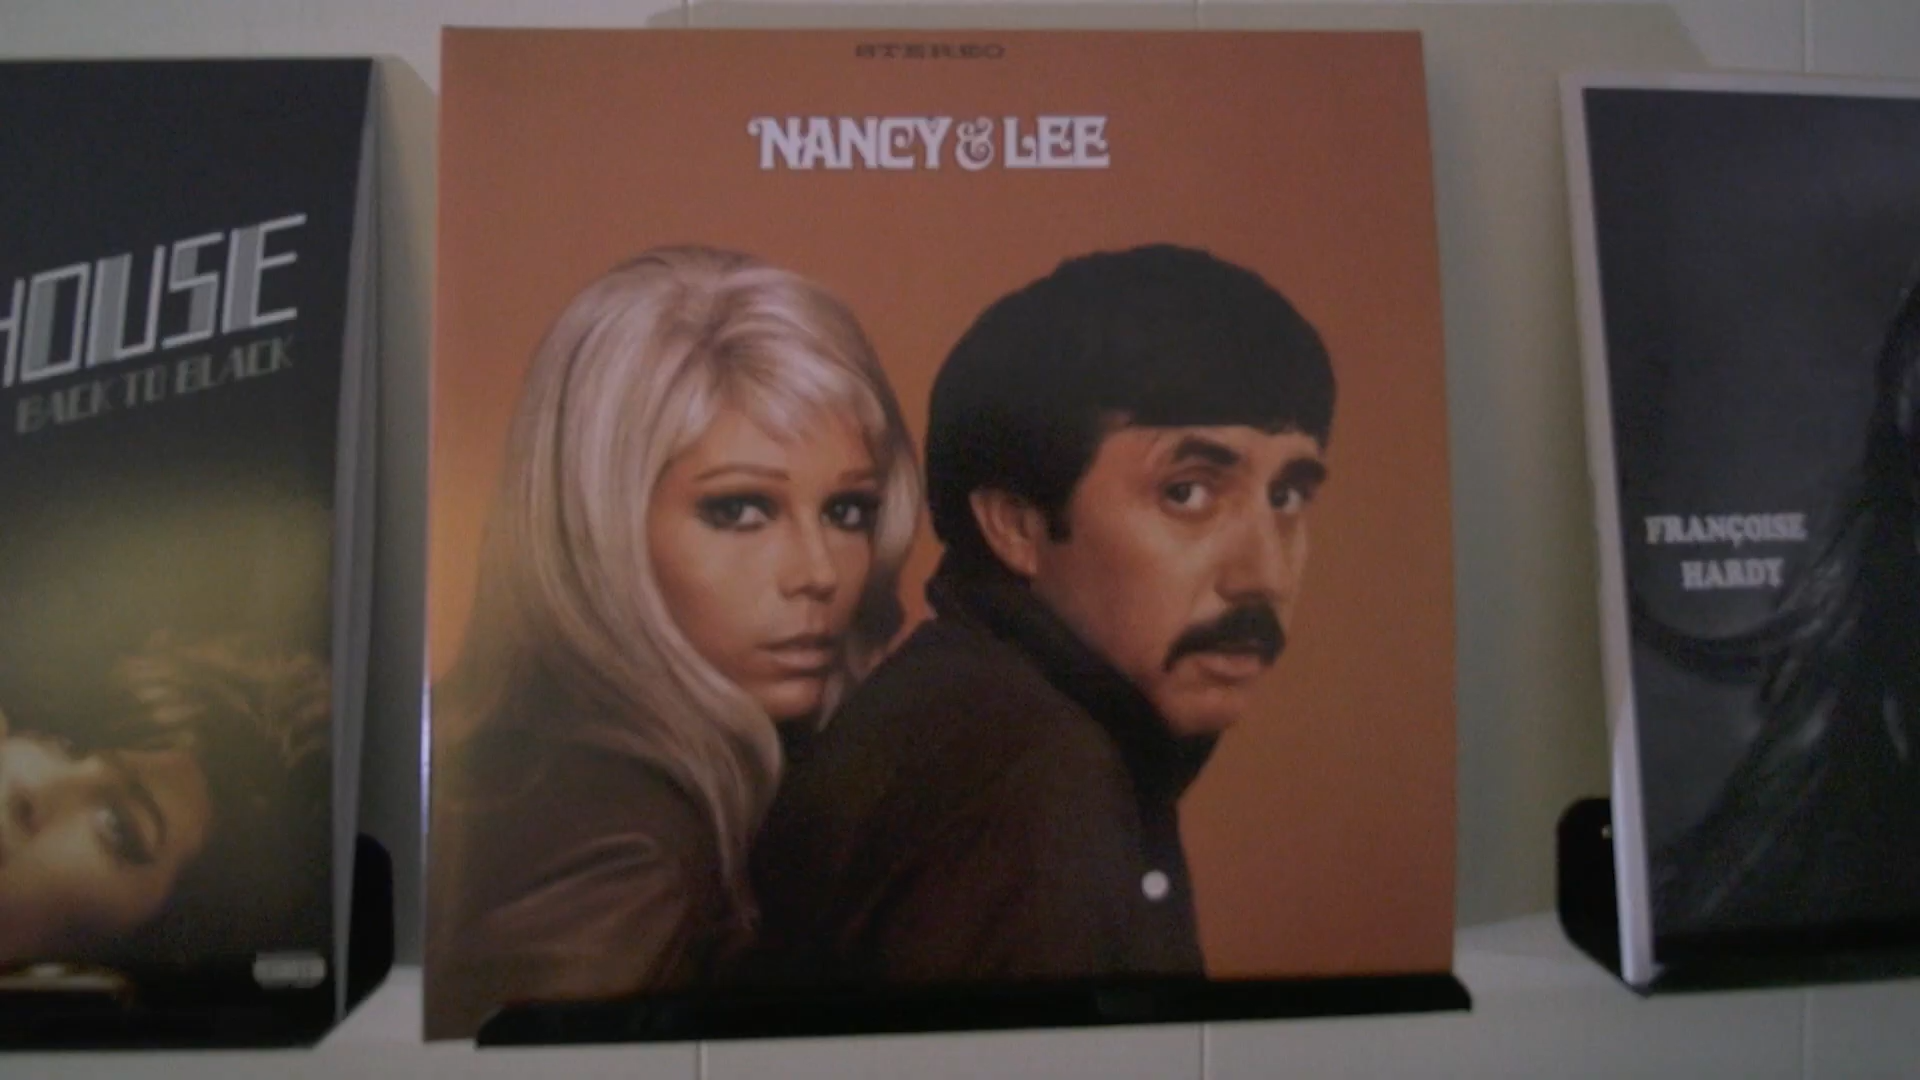 HOUSE
BACK TO BLACK
STEREO
NANCY & LEE
FRANÇOISE
HARDY